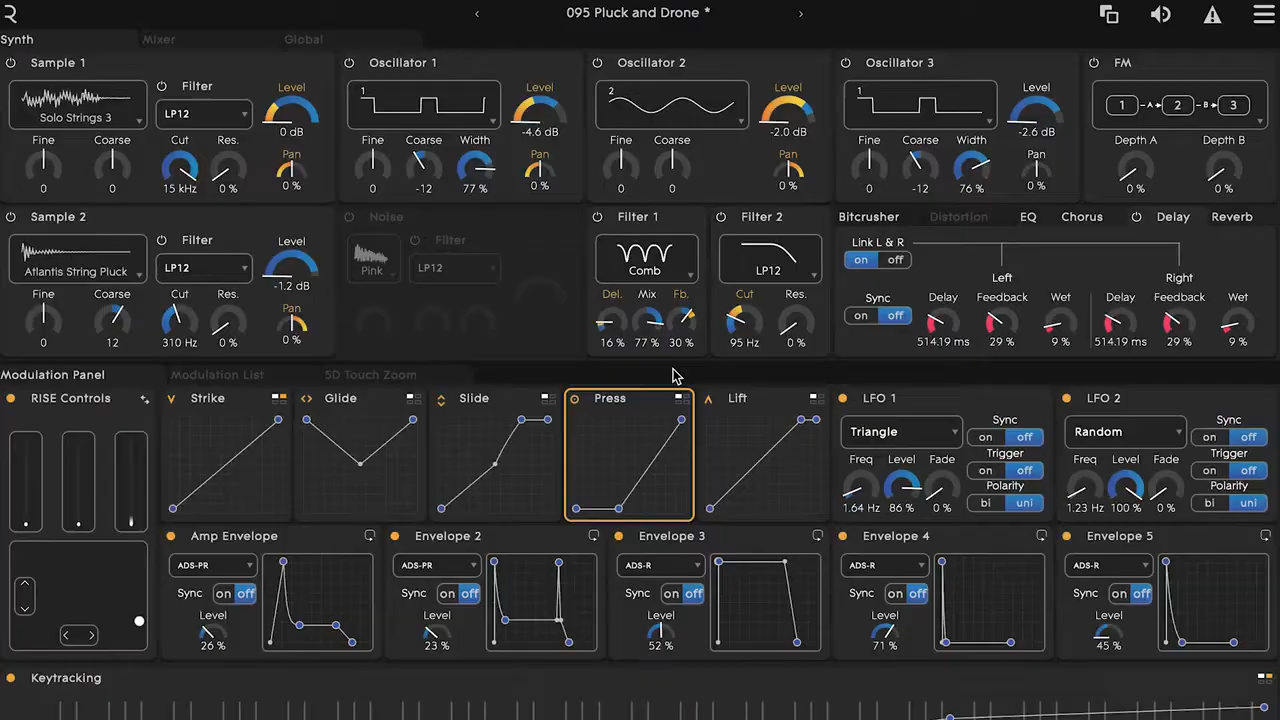 095 Pluck and Drone *
Synth Mixer Global
Sample 1
Solo Strings 3
Filter
LP12
Level
0 dB
Fine Coarse Cut Res. Pan
0 0 15 kHz 0 % 0 %
Oscillator 1
1
Level
-4.6 dB
Fine Coarse Width Pan
0 -12 77 % 0 %
Oscillator 2
2
Level
-2.0 dB
Fine Coarse Pan
0 0 0 %
Oscillator 3
1
Level
-2.6 dB
Fine Coarse Width Pan
0 -12 76 % 0 %
FM
1 A 2 B 3
Depth A Depth B
0 % 0 %
Sample 2
Atlantis String Pluck
Filter
LP12
Level
-1.2 dB
Fine Coarse Cut Res. Pan
0 12 310 Hz 0 % 0 %
Noise
Pink
Filter
LP12
Filter 1
Comb
Del. Mix Fb.
16 % 77 % 30 %
Filter 2
LP12
Cut Res.
95 Hz 0 %
Bitcrusher Distortion EQ Chorus Delay Reverb
Link L & R
on off
Sync
on off
Left Right
Delay Feedback Wet Delay Feedback Wet
514.19 ms 29 % 9 % 514.19 ms 29 % 9 %
Modulation Panel Modulation List 5D Touch Zoom
RISE Controls
Strike Glide Slide Press Lift
LFO 1
Triangle
Sync
on off
Trigger
on off
Polarity
bi uni
Freq Level Fade
1.64 Hz 86 % 0 %
LFO 2
Random
Sync
on off
Trigger
on off
Polarity
bi uni
Freq Level Fade
1.23 Hz 100 % 0 %
Amp Envelope
ADS-PR
Sync on off
Level
26 %
Envelope 2
ADS-PR
Sync on off
Level
23 %
Envelope 3
ADS-R
Sync on off
Level
52 %
Envelope 4
ADS-R
Sync on off
Level
71 %
Envelope 5
ADS-R
Sync on off
Level
45 %
Keytracking